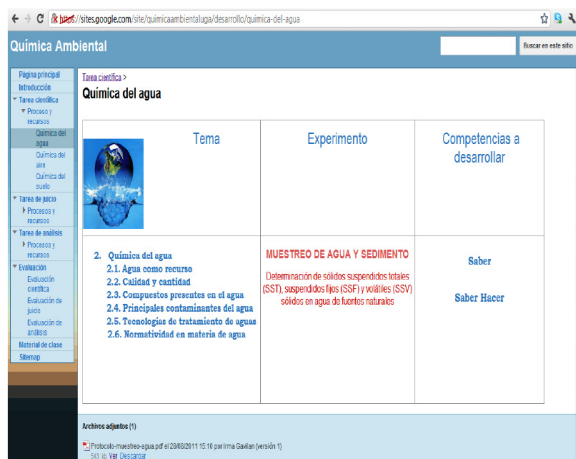 https://sites.google.com/site/quimicaambientaluga/desarrollo/quimica-del-agua
Química Ambiental
Buscar en este sitio
Página principal
Introducción
Tarea científica
Proceso y
recursos
Química del
agua
Química del
aire
Química del
suelo
Tarea de juicio
Procesos y
recursos
Tarea de análisis
Procesos y
recursos
Evaluación
Evaluación
científica
Evaluación de
juicio
Evaluación de
análisis
Material de clase
Sitemap
Tarea científica >
Química del agua
Tema
Experimento
Competencias a
desarrollar
2. Química del agua
2.1. Agua como recurso
2.2. Calidad y cantidad
2.3. Compuestos presentes en el agua
2.4. Principales contaminantes del agua
2.5. Tecnologías de tratamiento de aguas
2.6. Normatividad en materia de agua
MUESTREO DE AGUA Y SEDIMENTO
Determinación de sólidos suspendidos totales
(SST), suspendidos fijos (SSF) y volátiles (SSV)
sólidos en agua de fuentes naturales
Saber
Saber Hacer
Archivos adjuntos (1)
Protocolo-muestreo-agua.pdf el 28/08/2011 15:10 por Irma Gavilan (versión 1)
Ver Descargar